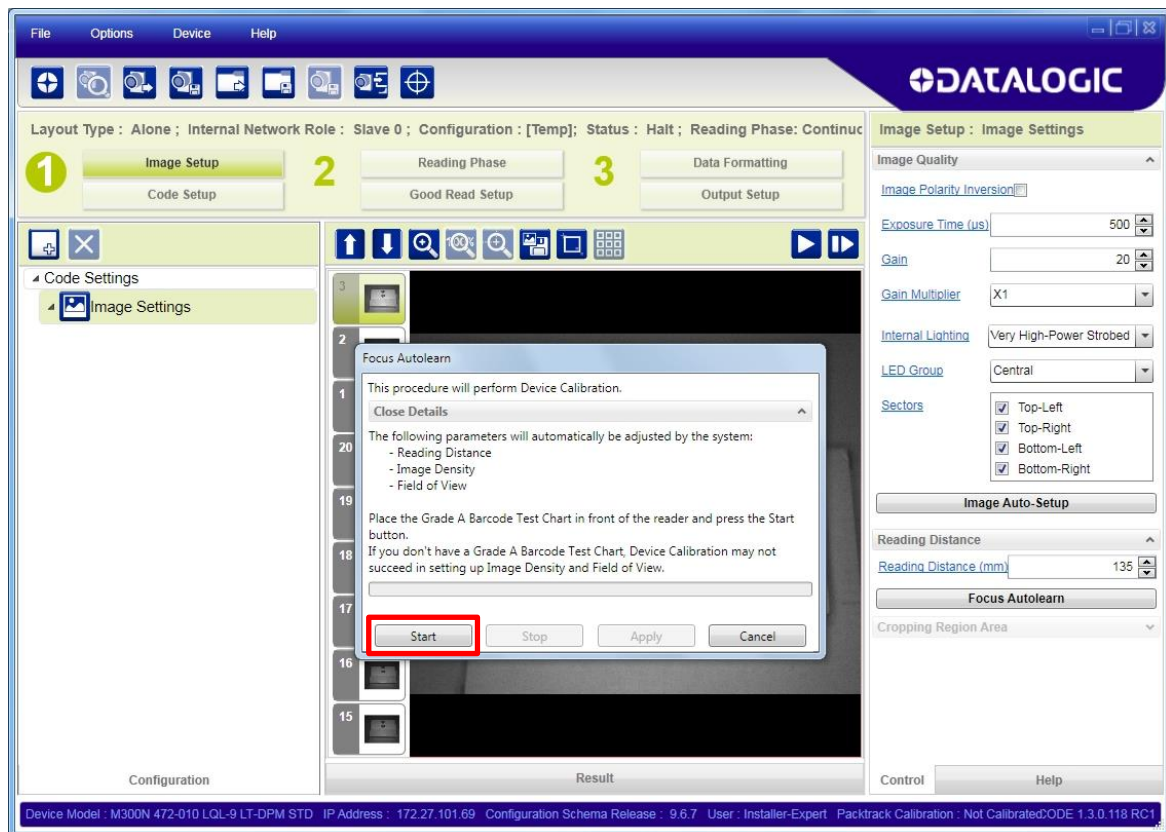 File Options Device Help
DATALOGIC
Layout Type : Alone ; Internal Network Role : Slave 0 ; Configuration : [Temp]; Status : Halt ; Reading Phase: Continuc
1 Image Setup
Code Setup
2 Reading Phase
Good Read Setup
3 Data Formatting
Output Setup
Code Settings
Image Settings
100%
3
2
1
20
19
18
17
16
15
Focus Autolearn
This procedure will perform Device Calibration.
Close Details
The following parameters will automatically be adjusted by the system:
- Reading Distance
- Image Density
- Field of View
Place the Grade A Barcode Test Chart in front of the reader and press the Start
button.
If you don't have a Grade A Barcode Test Chart, Device Calibration may not
succeed in setting up Image Density and Field of View.
Start Stop Apply Cancel
Configuration
Result
Image Setup : Image Settings
Image Quality
Image Polarity Inversion
Exposure Time (µs) 500
Gain 20
Gain Multiplier X1
Internal Lighting Very High-Power Strobed
LED Group Central
Sectors Top-Left
Top-Right
Bottom-Left
Bottom-Right
Image Auto-Setup
Reading Distance
Reading Distance (mm) 135
Focus Autolearn
Cropping Region Area
Control Help
Device Model : M300N 472-010 LQL-9 LT-DPM STD IP Address : 172.27.101.69 Configuration Schema Release : 9.6.7 User : Installer-Expert Packtrack Calibration : Not Calibrated CODE 1.3.0.118 RC1